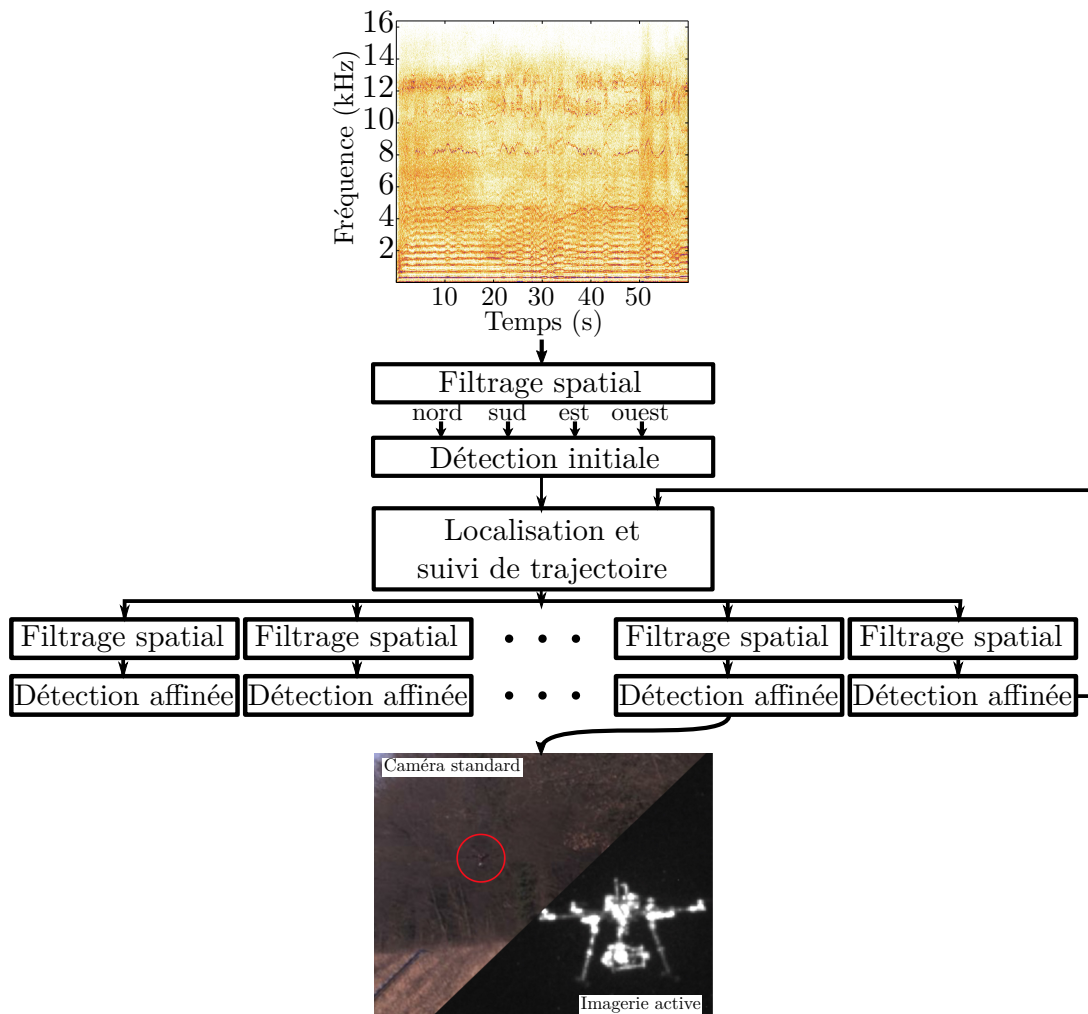 16
14
12
10
8
6
4
2
Fréquence (kHz)
10 20 30 40 50
Temps (s)
Filtrage spatial
nord sud est ouest
Détection initiale
Localisation et
suivi de trajectoire
Filtrage spatial Filtrage spatial • • • Filtrage spatial Filtrage spatial
Détection affinée Détection affinée • • • Détection affinée Détection affinée
Caméra standard
Imagerie active